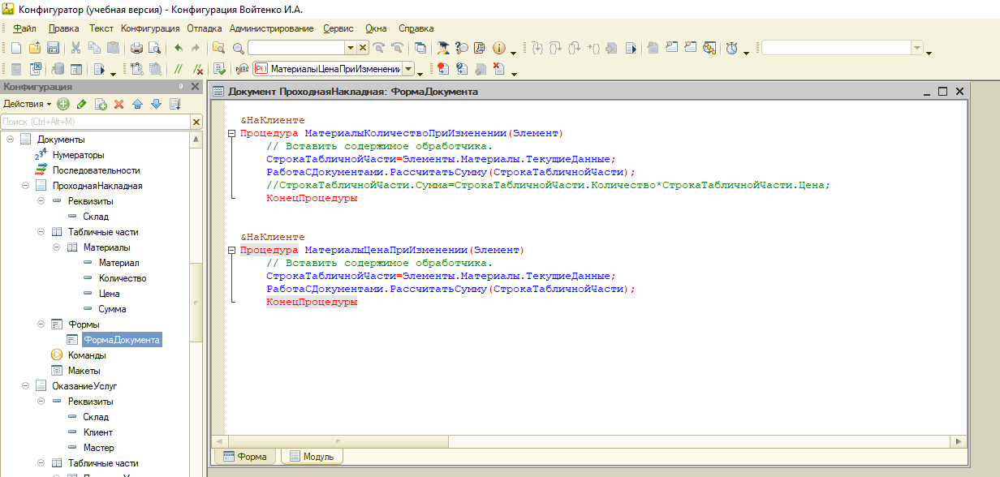 Конфигуратор (учебная версия) - Конфигурация Войтенко И.А.
Файл Правка Текст Конфигурация Отладка Администрирование Сервис Окна Справка
МатериалыЦенаПриИзменении
Конфигурация
Действия
Поиск (Ctrl+Alt+M)
Документы
Нумераторы
Последовательности
ПроходнаяНакладная
Реквизиты
Склад
Табличные части
Материалы
Материал
Количество
Цена
Сумма
Формы
ФормаДокумента
Команды
Макеты
ОказаниеУслуг
Реквизиты
Склад
Клиент
Мастер
Табличные части
Документ ПроходнаяНакладная: ФормаДокумента
&НаКлиенте
Процедура МатериалыКоличествоПриИзменении(Элемент)
// Вставить содержимое обработчика.
СтрокаТабличнойЧасти=Элементы.Материалы.ТекущиеДанные;
РаботаСДокументами.РассчитатьСумму(СтрокаТабличнойЧасти);
//СтрокаТабличнойЧасти.Сумма=СтрокаТабличнойЧасти.Количество*СтрокаТабличнойЧасти.Цена;
КонецПроцедуры
&НаКлиенте
Процедура МатериалыЦенаПриИзменении(Элемент)
// Вставить содержимое обработчика.
СтрокаТабличнойЧасти=Элементы.Материалы.ТекущиеДанные;
РаботаСДокументами.РассчитатьСумму(СтрокаТабличнойЧасти);
КонецПроцедуры
Форма Модуль